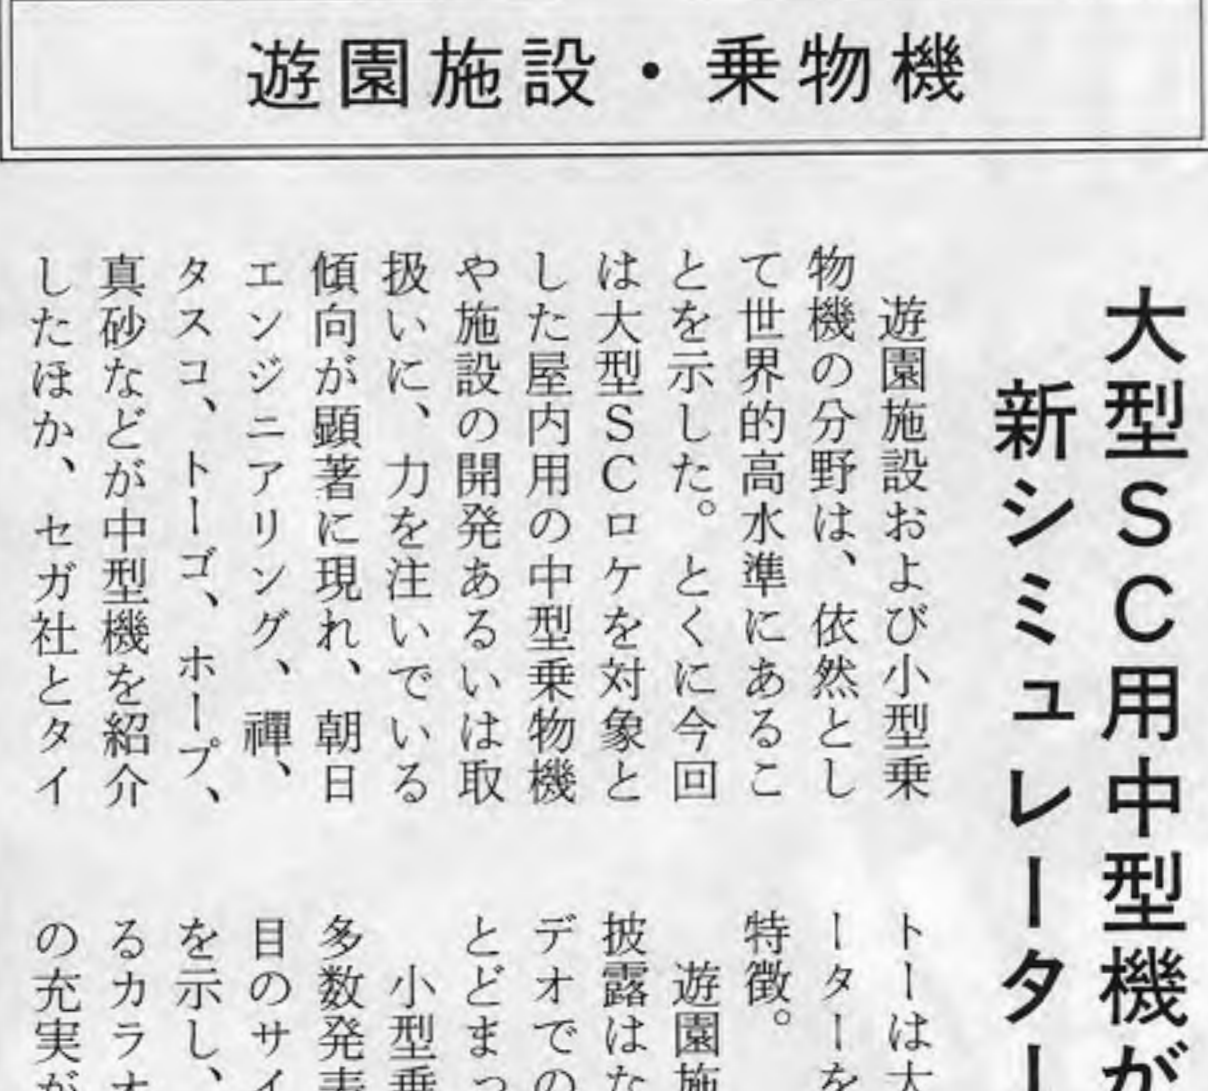 遊園施設・乗物機
大型SC用中型機が
新シミュレーター
遊園施設および小型乗
物機の分野は、依然とし
て世界的高水準にあるこ
とを示した。とくに今回
は大型SCロケを対象と
した屋内用の中型乗物機
や施設の開発あるいは取
扱いに、力を注いでいる
傾向が顕著に現れ、朝日
エンジニアリング、禪、
タスコ、トーゴ、ホープ、
真砂などが中型機を紹介
したほか、セガ社とタイ
トーは大
ーターを
特徴。
遊園施
披露はな
デオでの
とどまっ
小型乗
多数発表
目のサイ
を示し、
るカラオ
の充実が